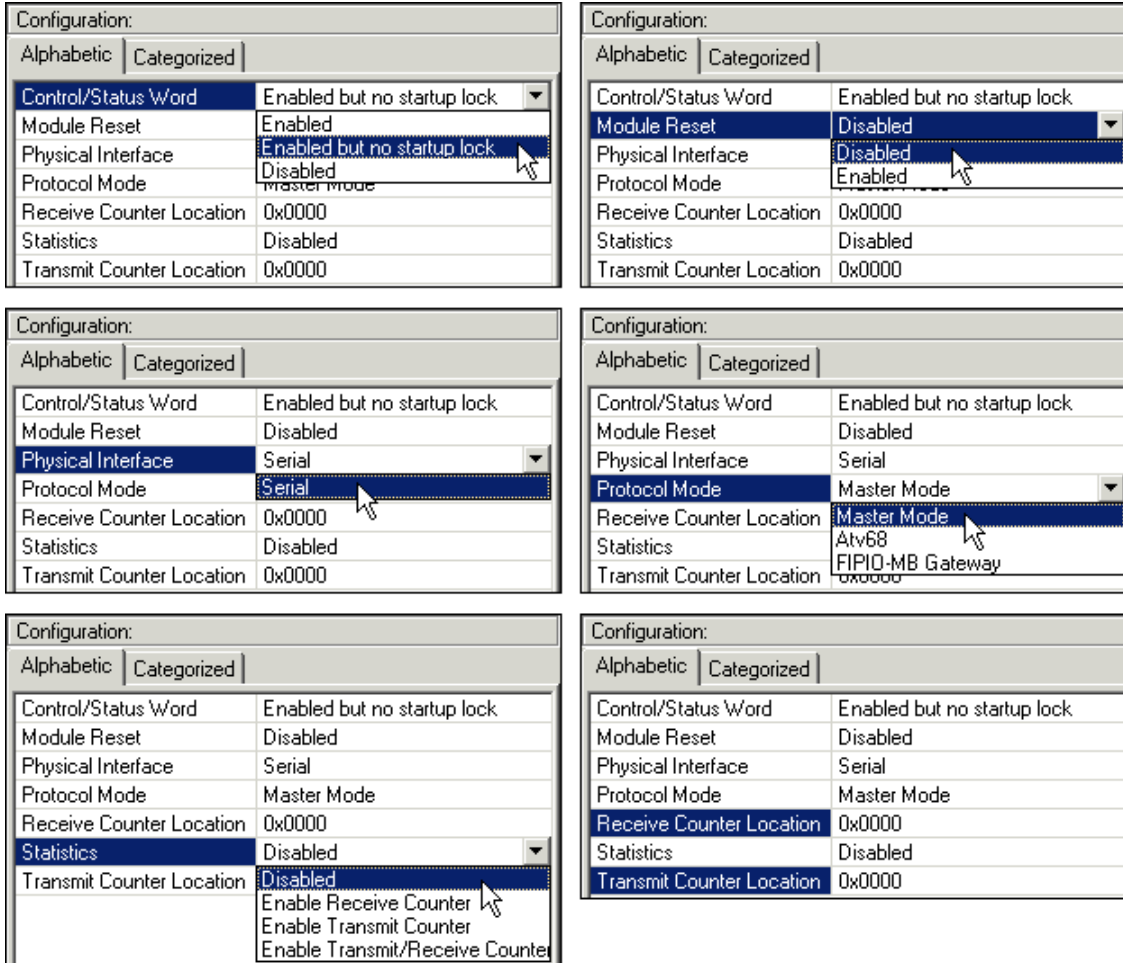 Configuration:
Alphabetic Categorized
Control/Status Word Enabled but no startup lock
Module Reset Enabled
Physical Interface Enabled but no startup lock
Disabled
Protocol Mode Master Mode
Receive Counter Location 0x0000
Statistics Disabled
Transmit Counter Location 0x0000
Configuration:
Alphabetic Categorized
Control/Status Word Enabled but no startup lock
Module Reset Disabled
Physical Interface Disabled
Protocol Mode Enabled
Receive Counter Location 0x0000
Statistics Disabled
Transmit Counter Location 0x0000
Configuration:
Alphabetic Categorized
Control/Status Word Enabled but no startup lock
Module Reset Disabled
Physical Interface Serial
Protocol Mode Serial
Receive Counter Location 0x0000
Statistics Disabled
Transmit Counter Location 0x0000
Configuration:
Alphabetic Categorized
Control/Status Word Enabled but no startup lock
Module Reset Disabled
Physical Interface Serial
Protocol Mode Master Mode
Receive Counter Location Master Mode
Statistics Atv68
Transmit Counter Location FIPIO-MB Gateway
Configuration:
Alphabetic Categorized
Control/Status Word Enabled but no startup lock
Module Reset Disabled
Physical Interface Serial
Protocol Mode Master Mode
Receive Counter Location 0x0000
Statistics Disabled
Transmit Counter Location Disabled
Enable Receive Counter
Enable Transmit Counter
Enable Transmit/Receive Counter
Configuration:
Alphabetic Categorized
Control/Status Word Enabled but no startup lock
Module Reset Disabled
Physical Interface Serial
Protocol Mode Master Mode
Receive Counter Location 0x0000
Statistics Disabled
Transmit Counter Location 0x0000